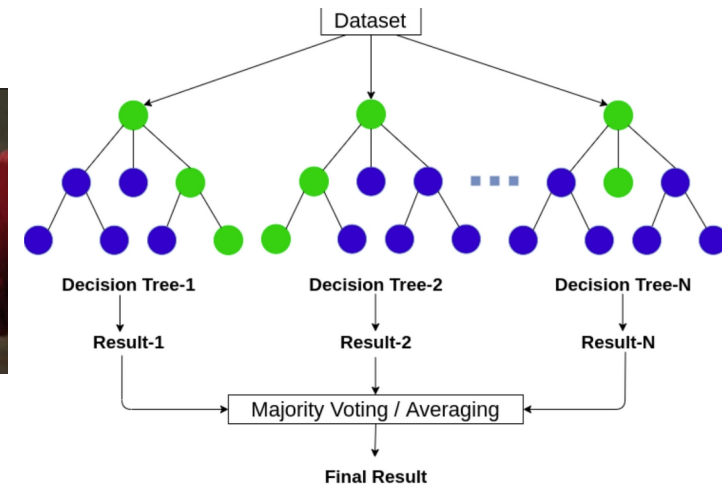 Dataset
Decision Tree-1
Decision Tree-2
Decision Tree-N
Result-1
Result-2
Result-N
Majority Voting / Averaging
Final Result